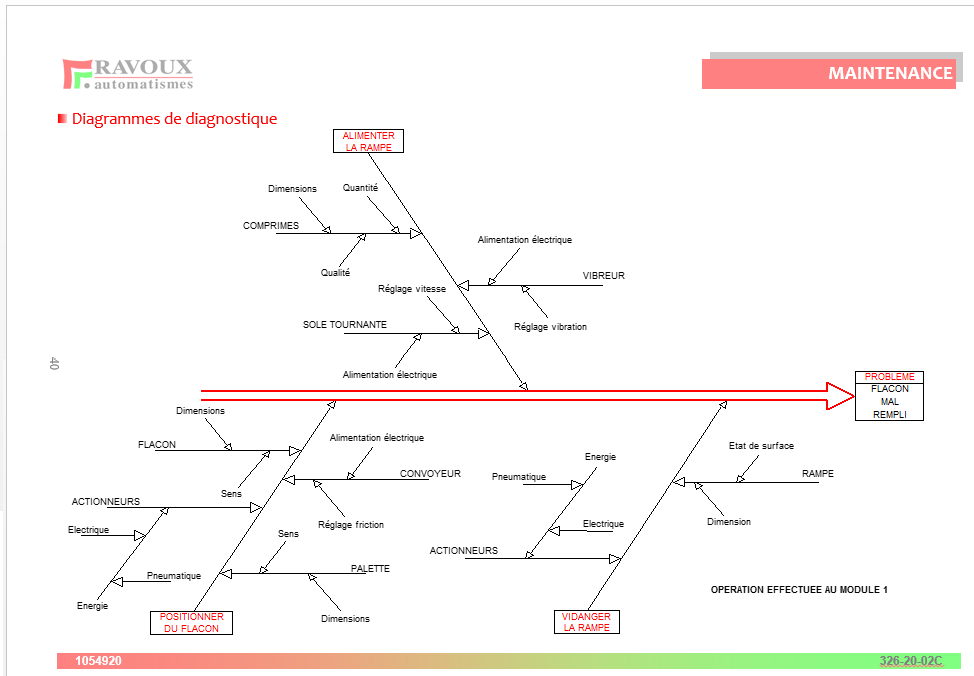 RAVOUX
automatismes
MAINTENANCE
Diagrammes de diagnostique
ALIMENTER
LA RAMPE
Dimensions
Quantité
COMPRIMES
Qualité
Alimentation électrique
VIBREUR
Réglage vitesse
Réglage vibration
SOLE TOURNANTE
Alimentation électrique
40
PROBLEME
FLACON
MAL
REMPLI
Dimensions
FLACON
Sens
Alimentation électrique
CONVOYEUR
Réglage friction
ACTIONNEURS
Electrique
Pneumatique
Energie
Sens
PALETTE
Dimensions
POSITIONNER
DU FLACON
Energie
Pneumatique
Electrique
ACTIONNEURS
Etat de surface
RAMPE
Dimension
VIDANGER
LA RAMPE
OPERATION EFFECTUEE AU MODULE 1
1054920
326-20-02C